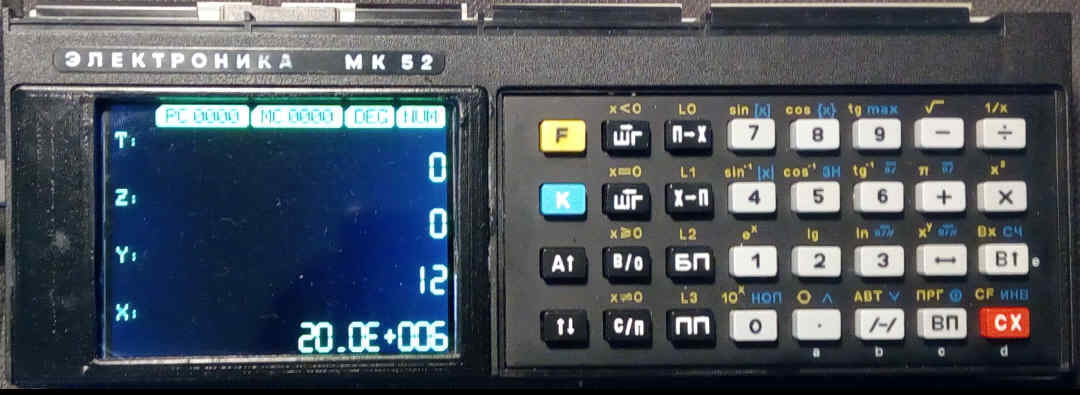 ЭЛЕКТРОНИКА МК 52
PC:0000 MC:0000 DEG NUM
T:
0
Z:
0
Y:
12
X:
20.0E+006
x<0 L0 sin [x] cos {x} tg max √ 1/x
F ШГ П→X 7 8 9 − ÷
x=0 L1 sin⁻¹ |x| cos⁻¹ ЗН tg⁻¹ π x²
K ШГ X→П 4 5 6 + ×
x≥0 L2 eˣ lg ln xʸ Вx СЧ
А↑ В/О БП 1 2 3 ↔ В↑ e
x≠0 L3 10ˣ НОП О ∧ АВТ ∨ ПРГ ⊕ CF ИНВ
↑↓ С/П ПП 0 · /−/ ВП СХ
a b c d